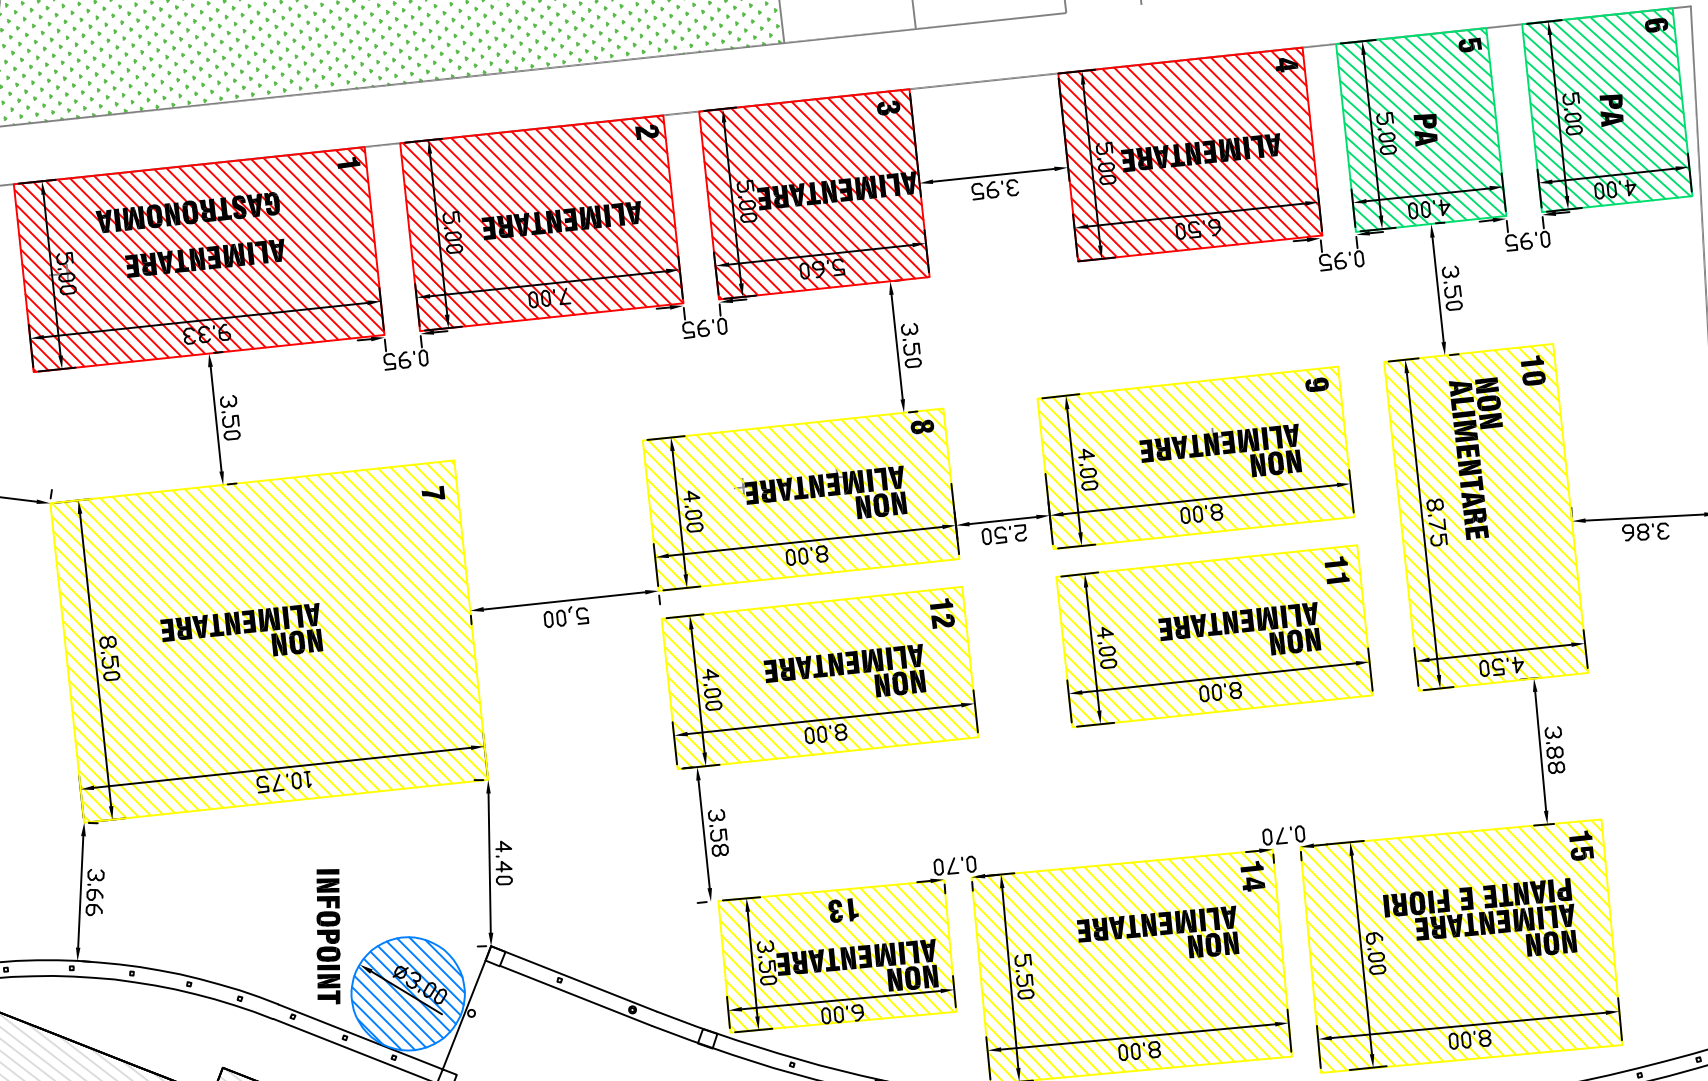 1
GASTRONOMIA
ALIMENTARE
5.00
9.33
0.95
2
ALIMENTARE
5.00
7.00
0.95
3
ALIMENTARE
5.00
5.60
3.95
4
ALIMENTARE
5.00
6.50
0.95
5
PA
5.00
4.00
0.95
6
PA
5.00
4.00
3.50
3.50
3.50
7
NON
ALIMENTARE
8.50
10.75
5,00
8
NON
ALIMENTARE
4.00
8.00
2.50
9
NON
ALIMENTARE
4.00
8.00
10
NON
ALIMENTARE
8.75
4.50
3.86
11
NON
ALIMENTARE
4.00
8.00
12
NON
ALIMENTARE
4.00
8.00
3.66
4.40
3.58
3.88
INFOPOINT
ø3.00
13
NON
ALIMENTARE
3.50
6.00
0.70
14
NON
ALIMENTARE
5.50
8.00
0.70
15
NON
ALIMENTARE
PIANTE E FIORI
6.00
8.00